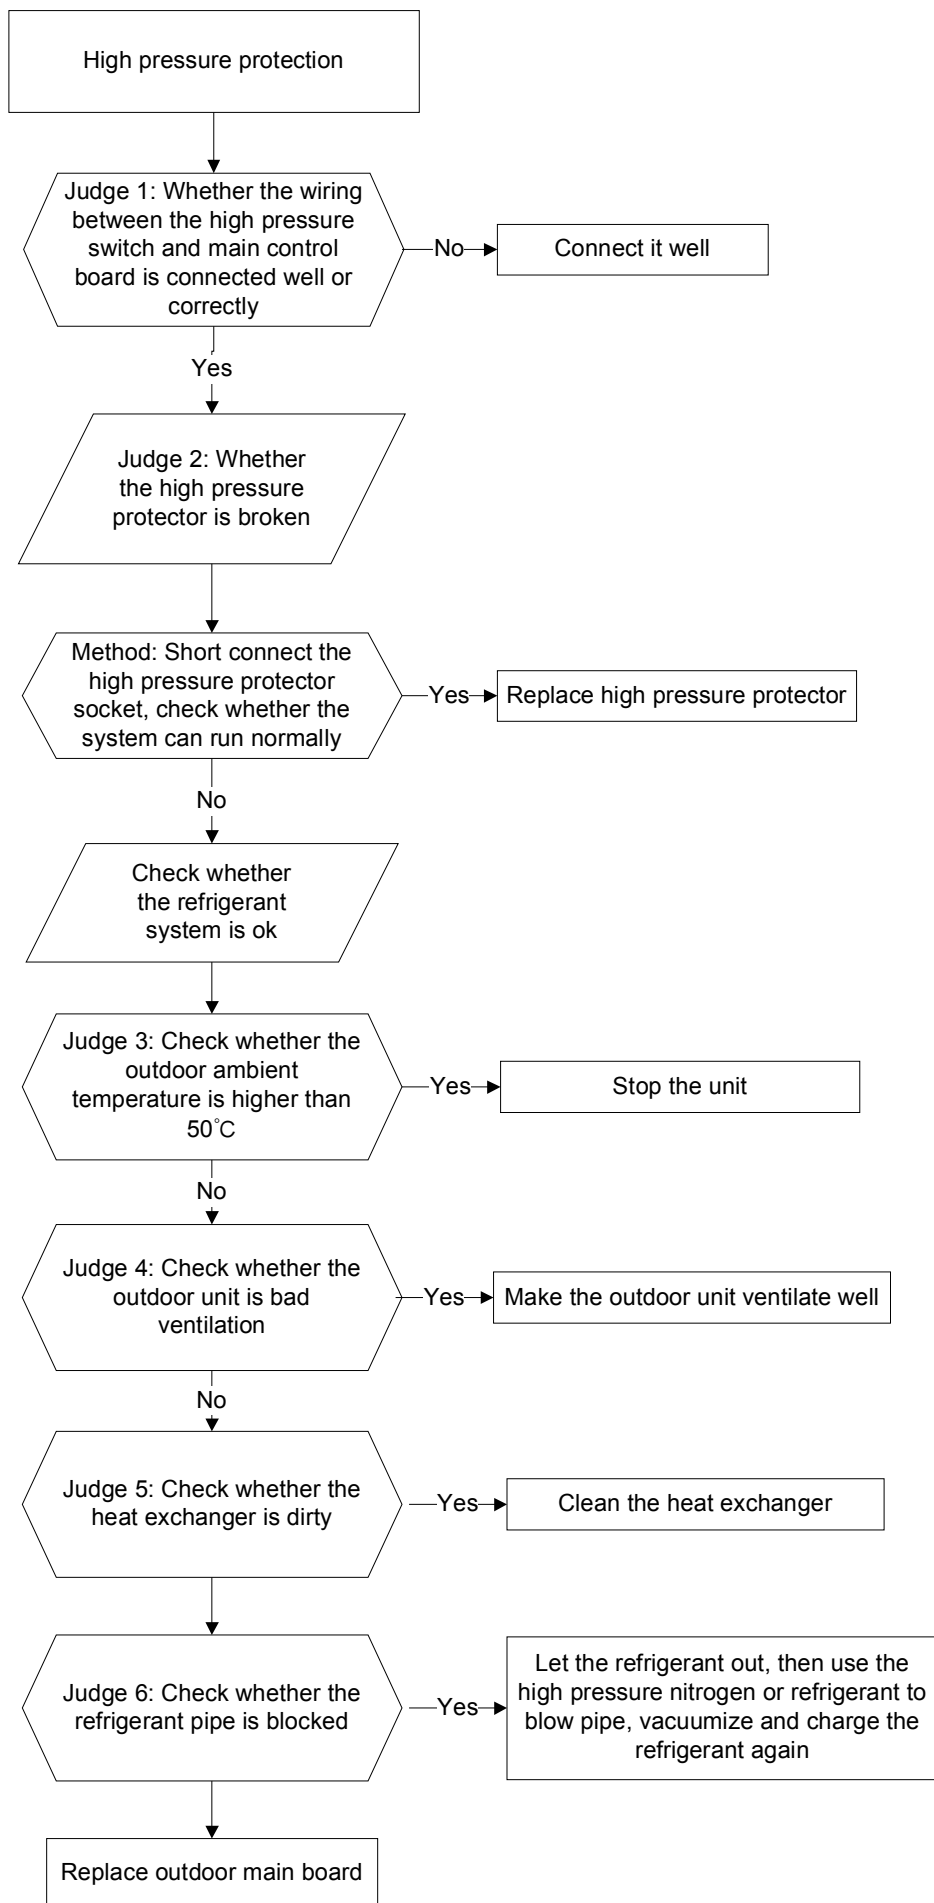 High pressure protection
Judge 1: Whether the wiring
between the high pressure
switch and main control
board is connected well or
correctly
No
Connect it well
Yes
Judge 2: Whether
the high pressure
protector is broken
Method: Short connect the
high pressure protector
socket, check whether the
system can run normally
Yes
Replace high pressure protector
No
Check whether
the refrigerant
system is ok
Judge 3: Check whether the
outdoor ambient
temperature is higher than
50℃
Yes
Stop the unit
No
Judge 4: Check whether the
outdoor unit is bad
ventilation
Yes
Make the outdoor unit ventilate well
No
Judge 5: Check whether the
heat exchanger is dirty
Yes
Clean the heat exchanger
Judge 6: Check whether the
refrigerant pipe is blocked
Yes
Let the refrigerant out, then use the
high pressure nitrogen or refrigerant to
blow pipe, vacuumize and charge the
refrigerant again
Replace outdoor main board